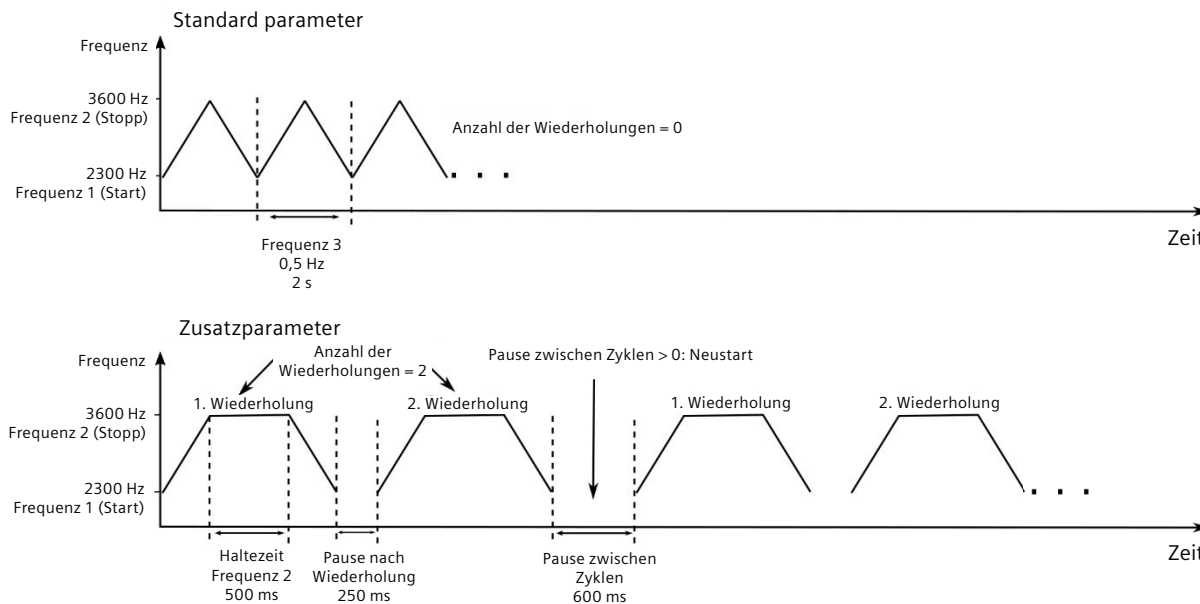 Standard parameter
Frequenz
3600 Hz
Frequenz 2 (Stopp)
Anzahl der Wiederholungen = 0
2300 Hz
Frequenz 1 (Start)
Zeit
Frequenz 3
0,5 Hz
2 s
Zusatzparameter
Frequenz
Anzahl der
Wiederholungen = 2
Pause zwischen Zyklen > 0: Neustart
1. Wiederholung
2. Wiederholung
1. Wiederholung
2. Wiederholung
3600 Hz
Frequenz 2 (Stopp)
2300 Hz
Frequenz 1 (Start)
Zeit
Haltezeit
Frequenz 2
500 ms
Pause nach
Wiederholung
250 ms
Pause zwischen
Zyklen
600 ms